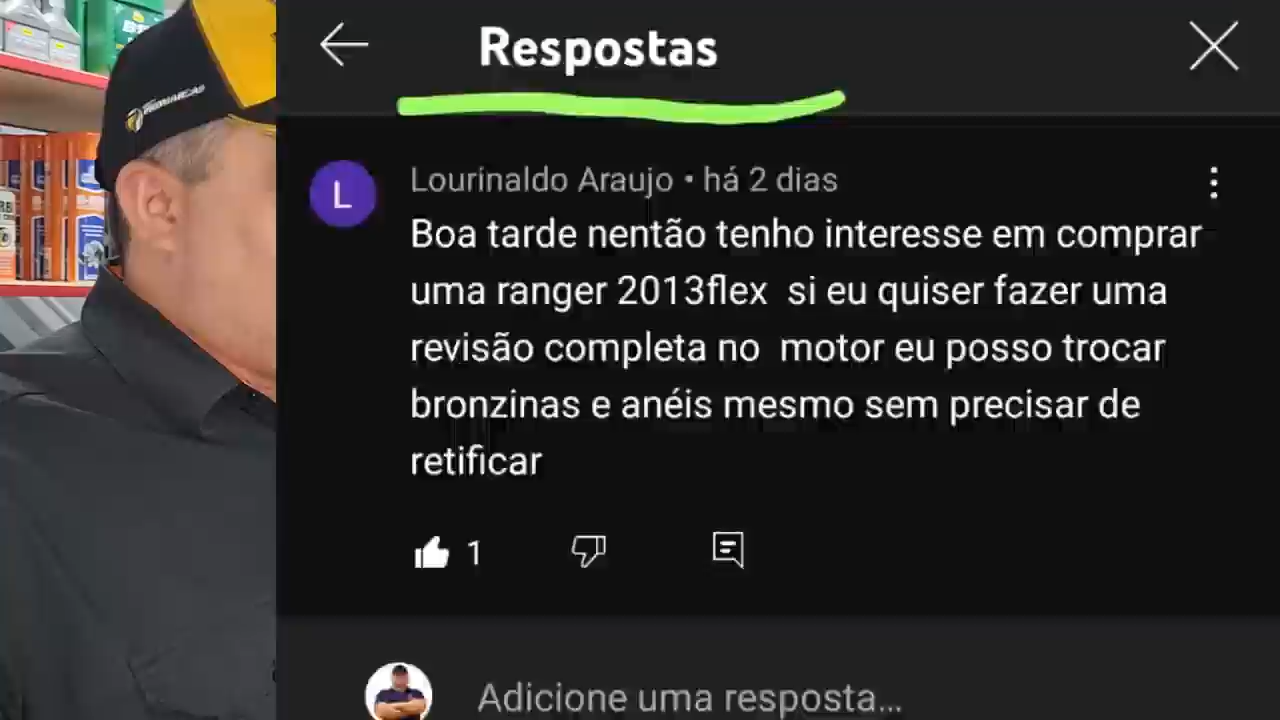 Respostas
Lourinaldo Araujo • há 2 dias
L
Boa tarde nentão tenho interesse em comprar
uma ranger 2013flex si eu quiser fazer uma
revisão completa no motor eu posso trocar
bronzinas e anéis mesmo sem precisar de
retificar
1
Adicione uma resposta...